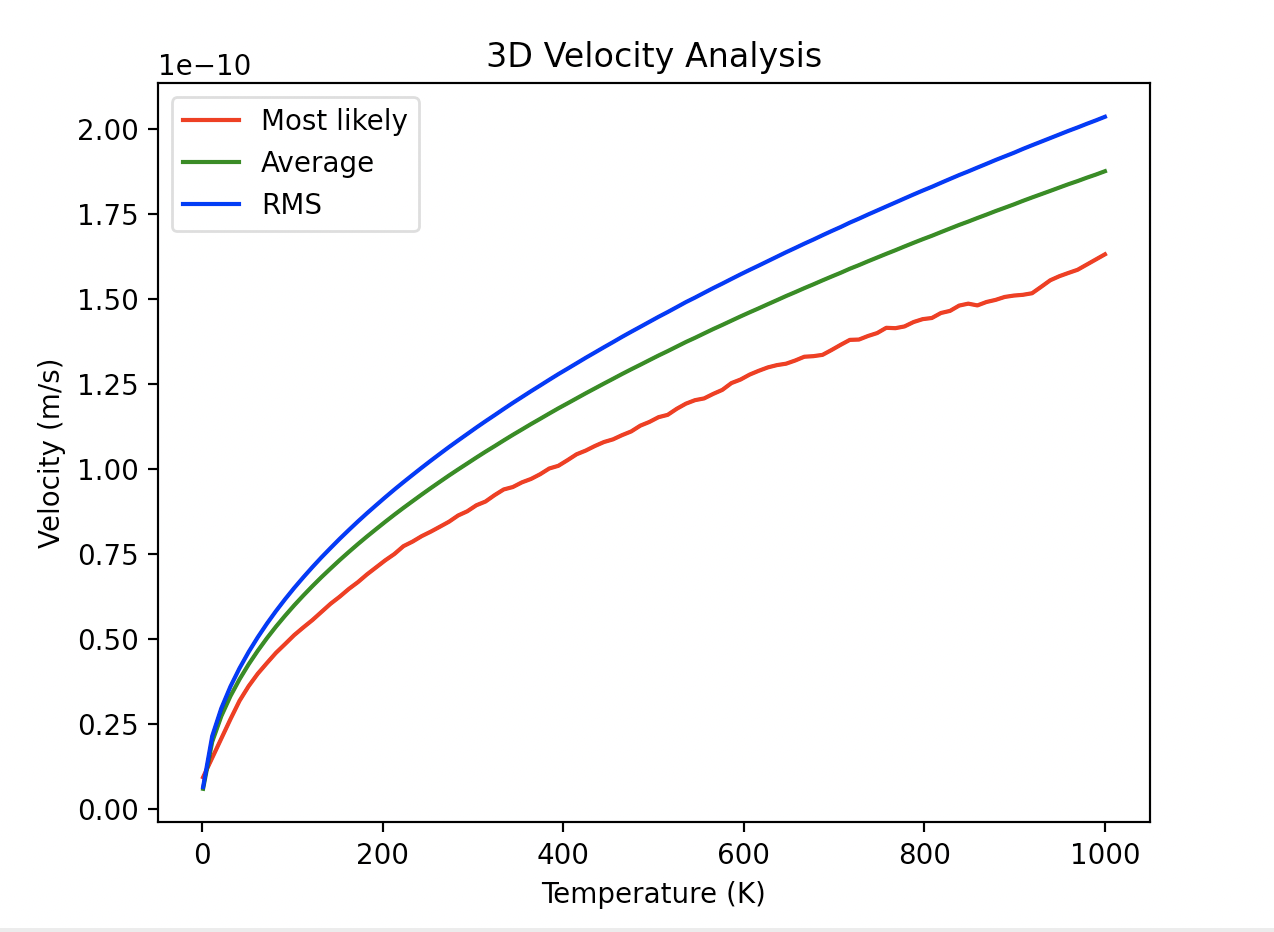 3D Velocity Analysis
1e−10
Most likely
Average
RMS
2.00
1.75
1.50
1.25
1.00
0.75
0.50
0.25
0.00
Velocity (m/s)
0 200 400 600 800 1000
Temperature (K)